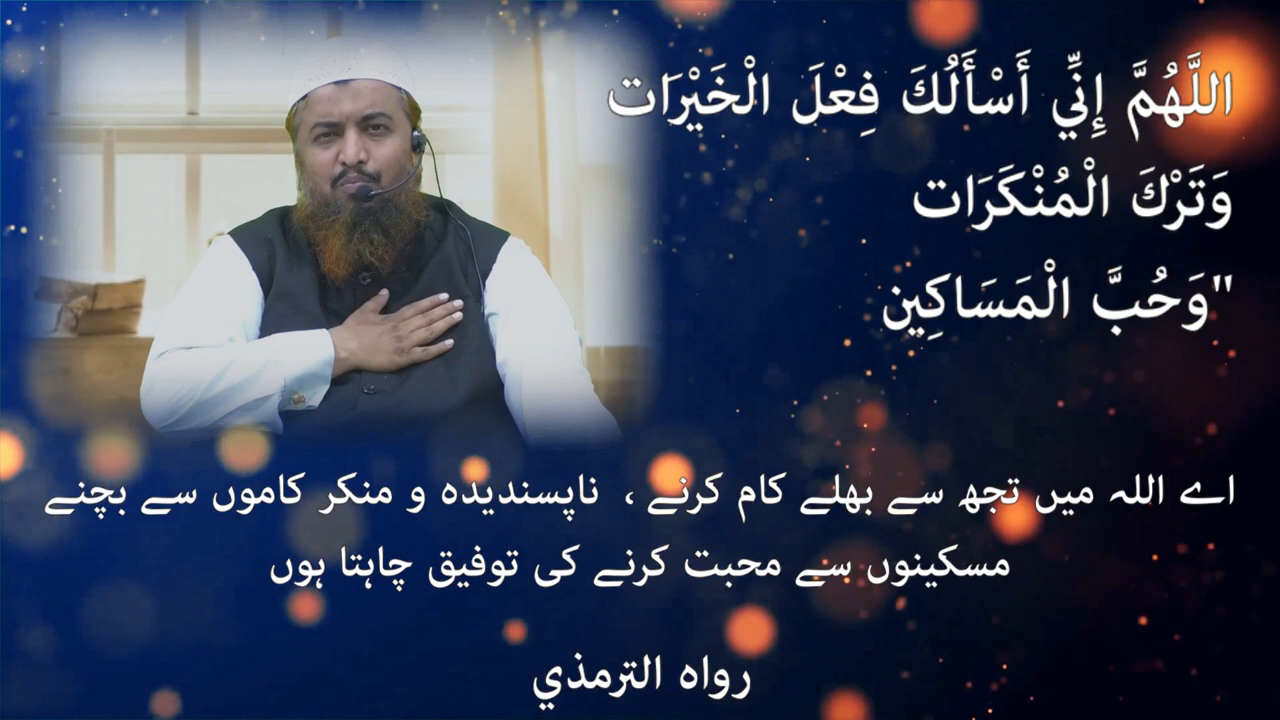 اللَّهُمَّ إِنِّي أَسْأَلُكَ فِعْلَ الْخَيْرَات
وَتَرْكَ الْمُنْكَرَات
"وَحُبَّ الْمَسَاكِين
اے اللہ میں تجھ سے بھلے کام کرنے ، ناپسندیدہ و منکر کاموں سے بچنے
مسکینوں سے محبت کرنے کی توفیق چاہتا ہوں
رواه الترمذي